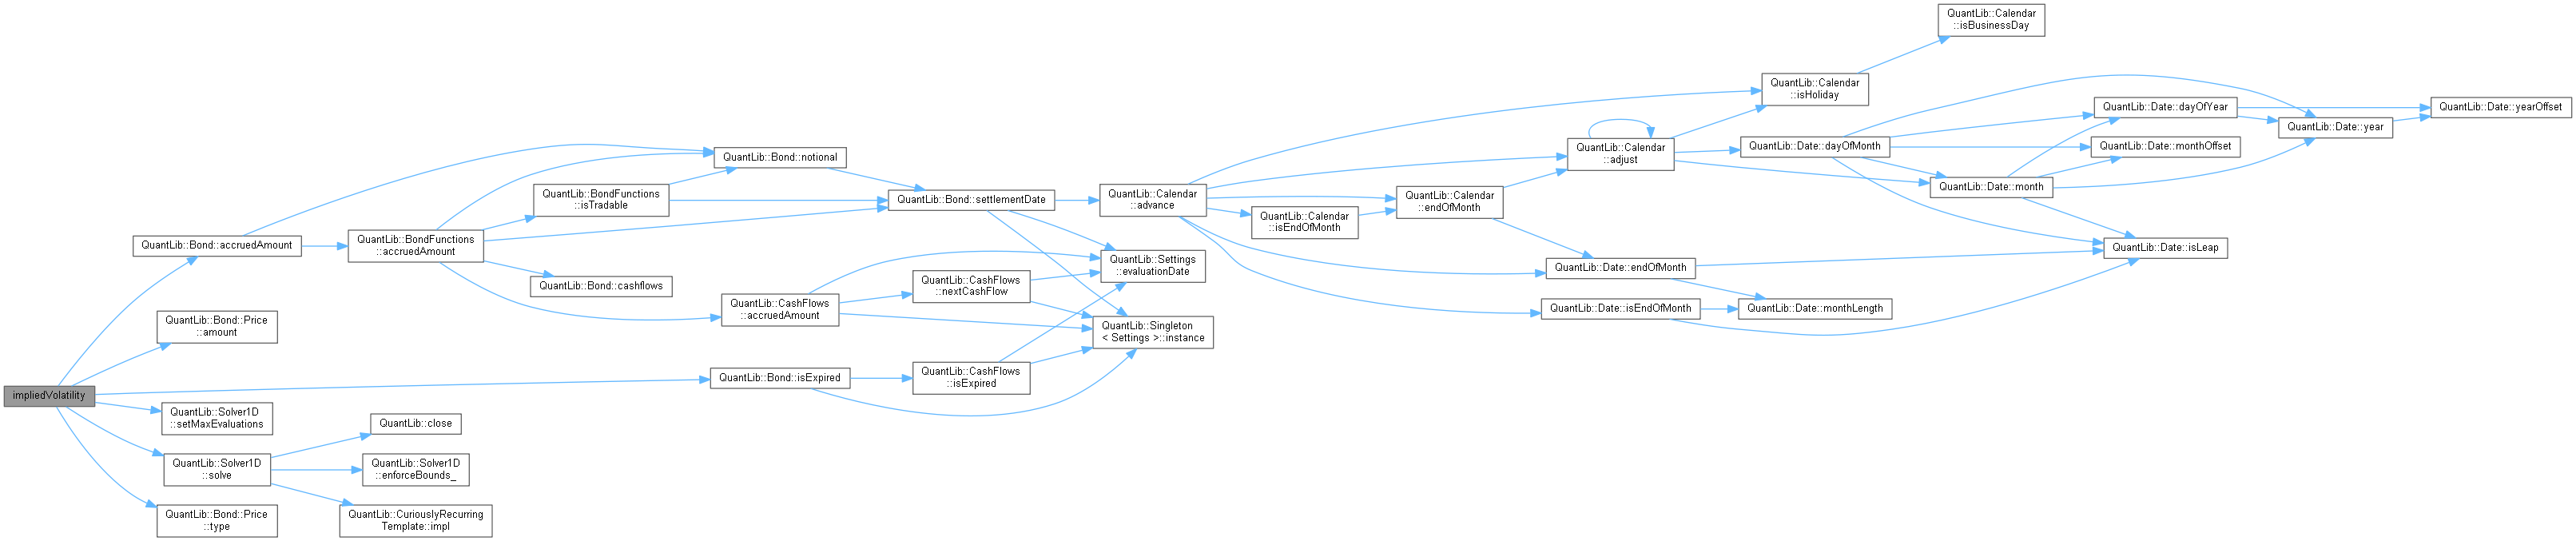 impliedVolatility
QuantLib::Bond::accruedAmount
QuantLib::Bond::Price
::amount
QuantLib::Solver1D
::setMaxEvaluations
QuantLib::Solver1D
::solve
QuantLib::Bond::Price
::type
QuantLib::BondFunctions
::accruedAmount
QuantLib::close
QuantLib::Solver1D
::enforceBounds_
QuantLib::CuriouslyRecurring
Template::impl
QuantLib::BondFunctions
::isTradable
QuantLib::Bond::cashflows
QuantLib::Bond::notional
QuantLib::CashFlows
::accruedAmount
QuantLib::Bond::isExpired
QuantLib::Bond::settlementDate
QuantLib::CashFlows
::nextCashFlow
QuantLib::CashFlows
::isExpired
QuantLib::Calendar
::advance
QuantLib::Settings
::evaluationDate
QuantLib::Singleton
< Settings >::instance
QuantLib::Calendar
::isEndOfMonth
QuantLib::Calendar
::endOfMonth
QuantLib::Calendar
::adjust
QuantLib::Date::endOfMonth
QuantLib::Date::isEndOfMonth
QuantLib::Calendar
::isHoliday
QuantLib::Date::dayOfMonth
QuantLib::Date::monthLength
QuantLib::Calendar
::isBusinessDay
QuantLib::Date::month
QuantLib::Date::dayOfYear
QuantLib::Date::monthOffset
QuantLib::Date::isLeap
QuantLib::Date::year
QuantLib::Date::yearOffset